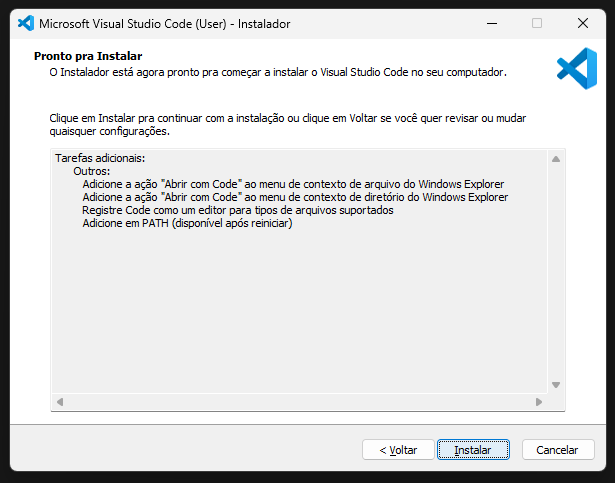 Microsoft Visual Studio Code (User) - Instalador
Pronto pra Instalar
O Instalador está agora pronto pra começar a instalar o Visual Studio Code no seu computador.
Clique em Instalar pra continuar com a instalação ou clique em Voltar se você quer revisar ou mudar
quaisquer configurações.
Tarefas adicionais:
Outros:
Adicione a ação "Abrir com Code" ao menu de contexto de arquivo do Windows Explorer
Adicione a ação "Abrir com Code" ao menu de contexto de diretório do Windows Explorer
Registre Code como um editor para tipos de arquivos suportados
Adicione em PATH (disponível após reiniciar)
< Voltar Instalar Cancelar